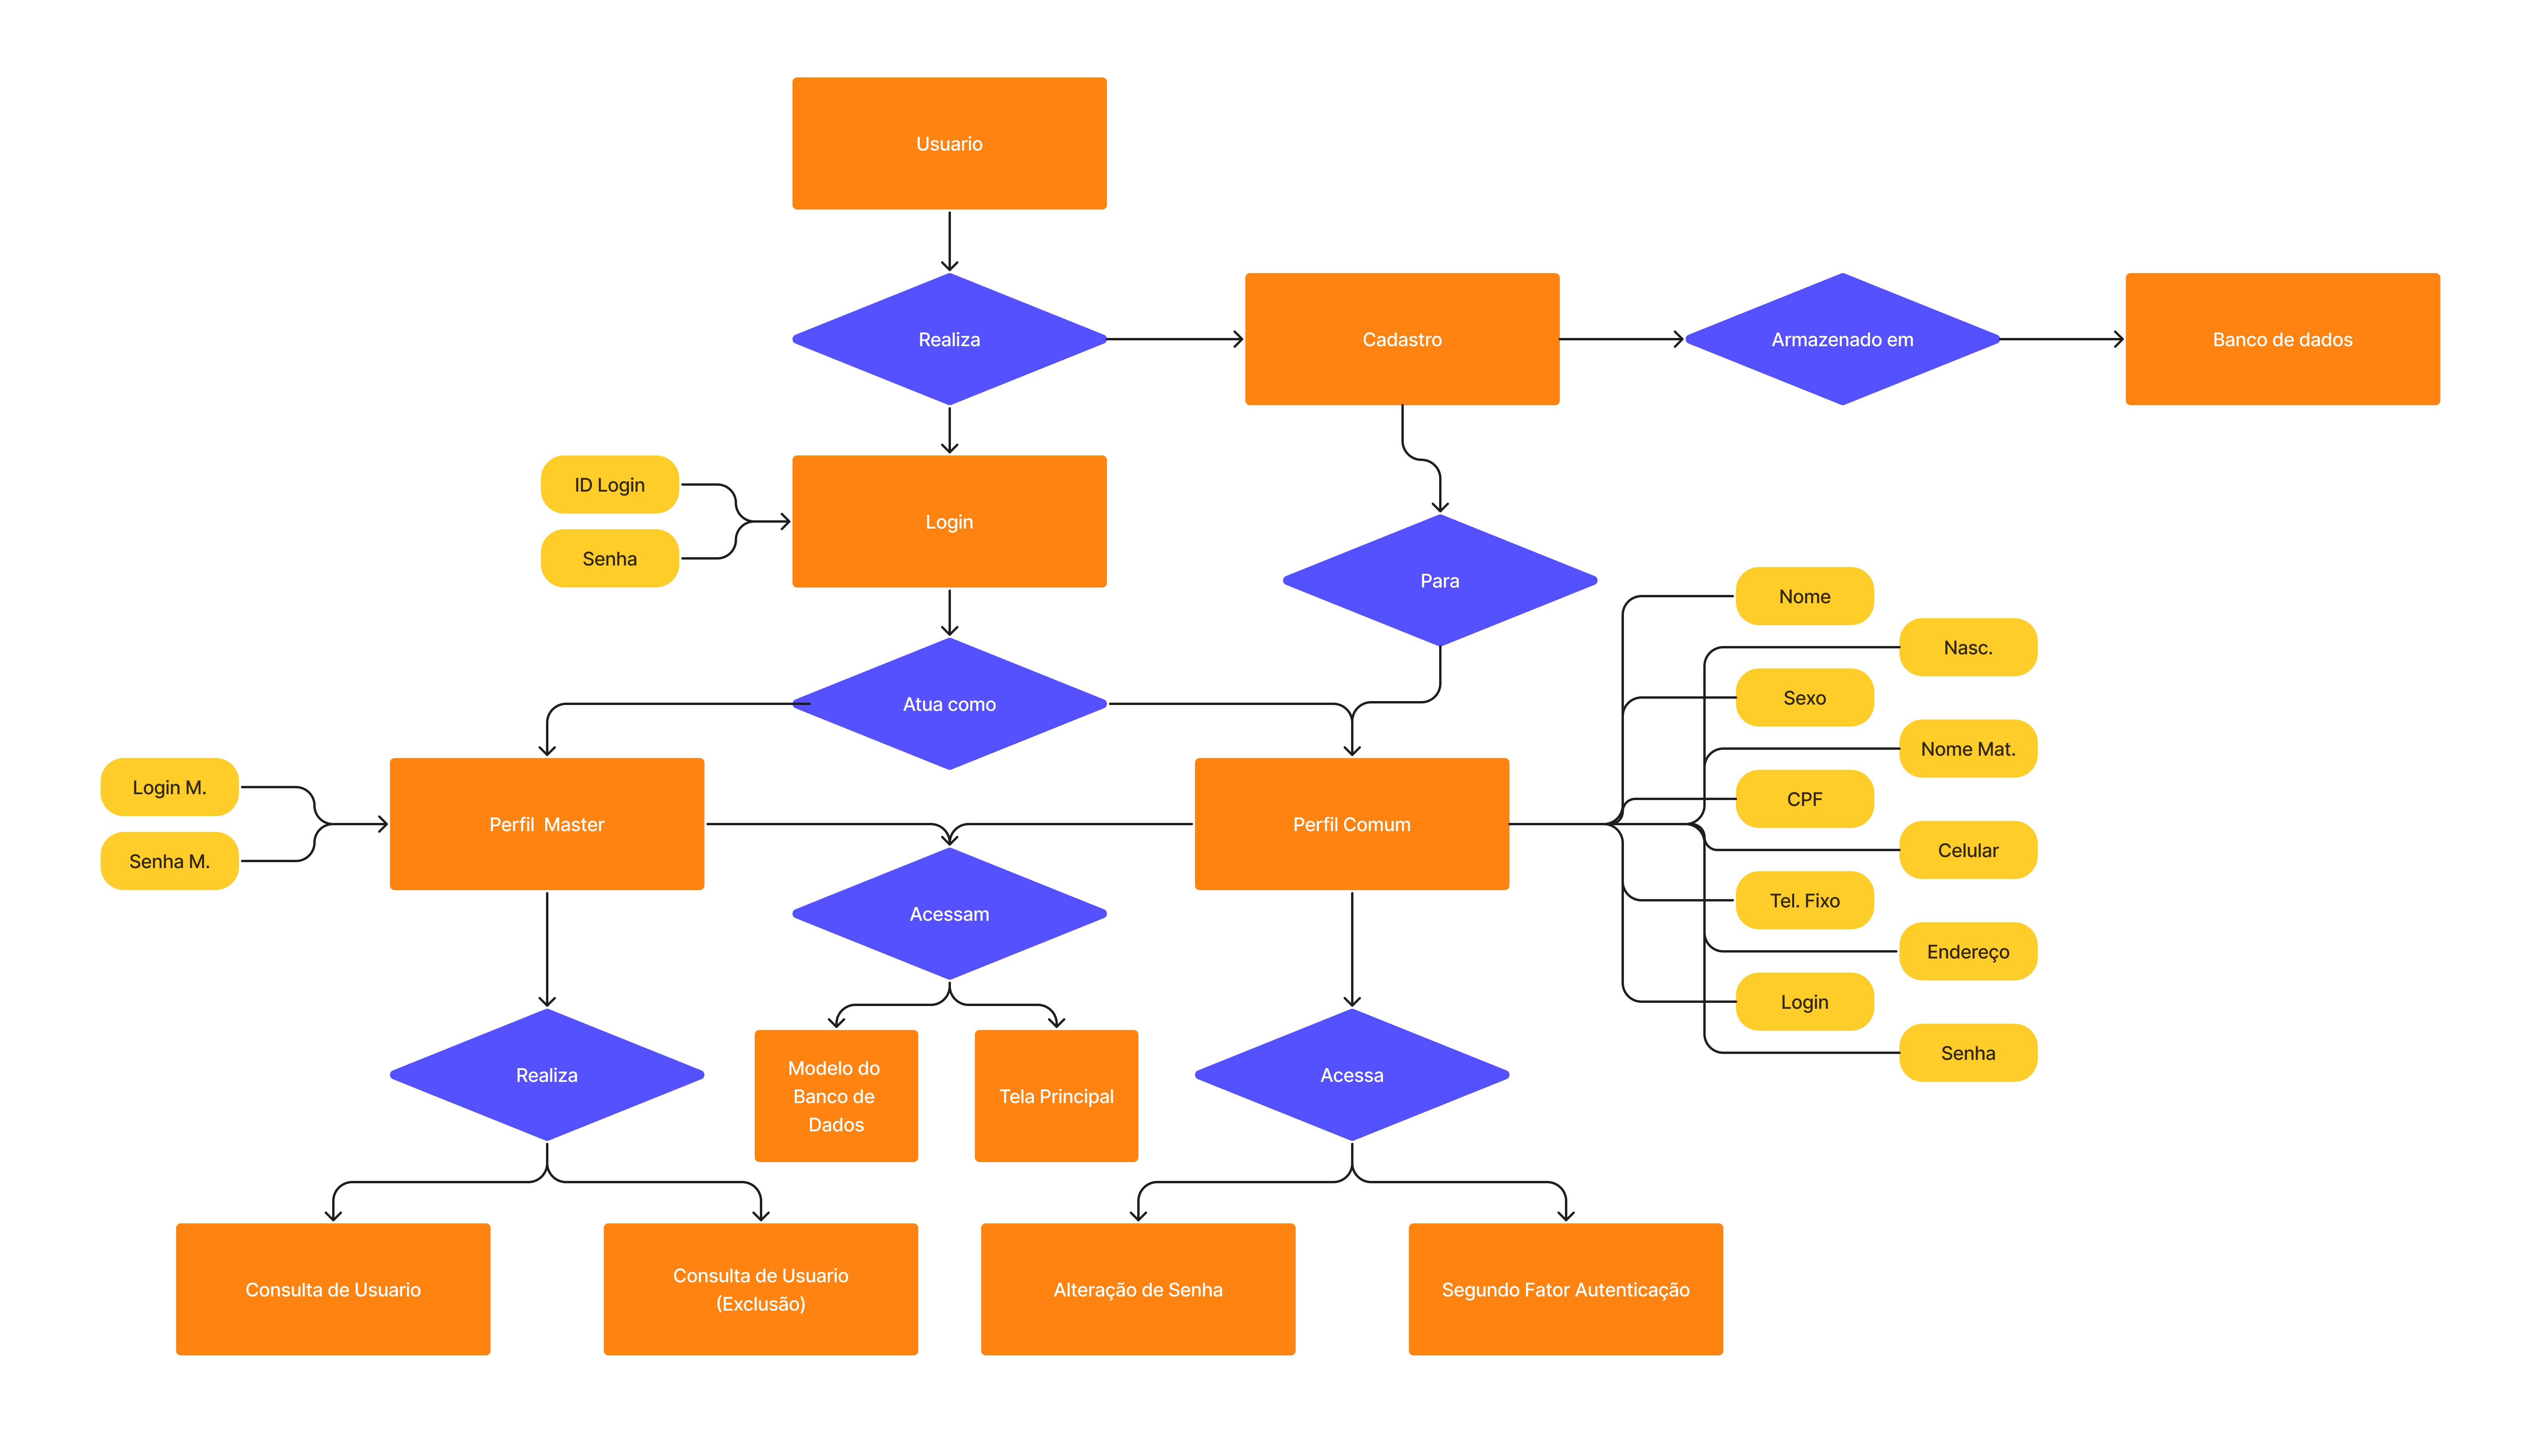 Usuario
Realiza
Cadastro
Armazenado em
Banco de dados
ID Login
Senha
Login
Para
Nome
Nasc.
Sexo
Nome Mat.
CPF
Celular
Tel. Fixo
Endereço
Login
Senha
Atua como
Login M.
Senha M.
Perfil Master
Perfil Comum
Acessam
Realiza
Modelo do
Banco de
Dados
Tela Principal
Acessa
Consulta de Usuario
Consulta de Usuario
(Exclusão)
Alteração de Senha
Segundo Fator Autenticação